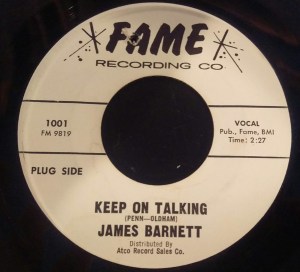 FAME
RECORDING CO
1001
FM 9819
VOCAL
Pub., Fame, BMI
Time: 2:27
PLUG SIDE
KEEP ON TALKING
(PENN—OLDHAM)
JAMES BARNETT
Distributed By
Atco Record Sales Co.